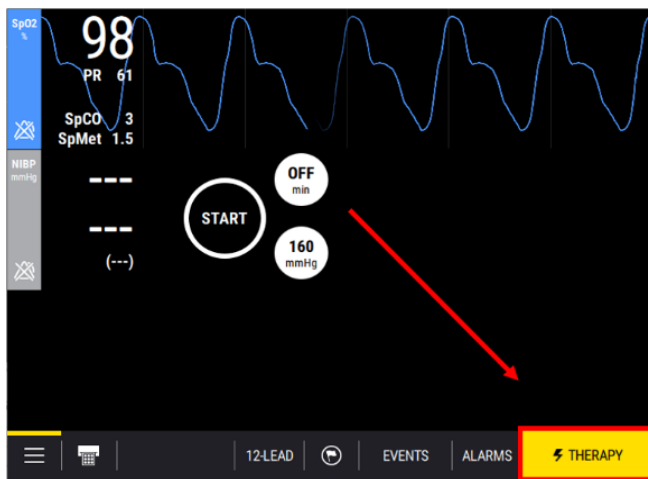 SpO2
%
98
PR 61
SpCO 3
SpMet 1.5
NIBP
mmHg
---
---
(---)
START
OFF
min
160
mmHg
12-LEAD
EVENTS
ALARMS
THERAPY